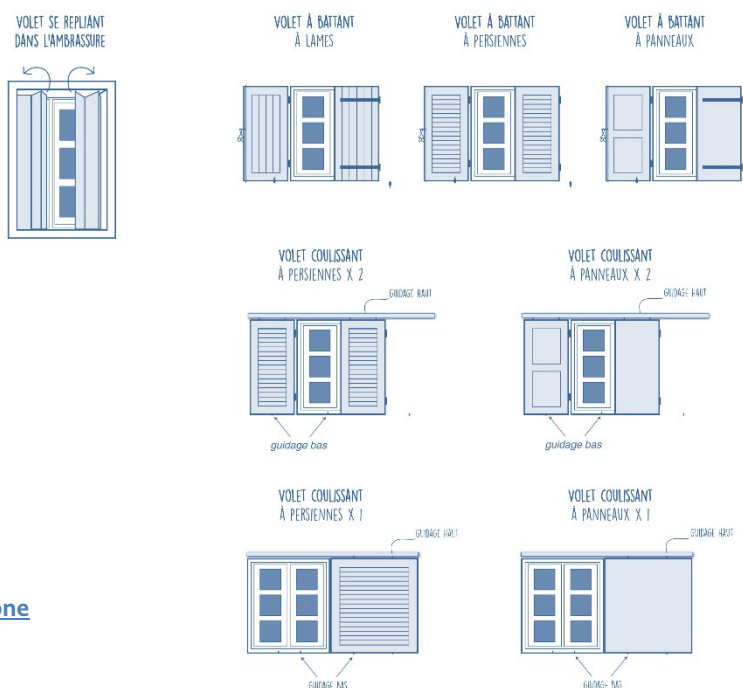 VOLET SE REPLIANT
DANS L'AMBRASSURE
VOLET À BATTANT
À LAMES
VOLET À BATTANT
À PERSIENNES
VOLET À BATTANT
À PANNEAUX
VOLET COULISSANT
À PERSIENNES X 2
GUIDAGE HAUT
guidage bas
VOLET COULISSANT
À PANNEAUX X 2
GUIDAGE HAUT
guidage bas
VOLET COULISSANT
À PERSIENNES X 1
GUIDAGE HAUT
GUIDAGE BAS
VOLET COULISSANT
À PANNEAUX X 1
GUIDAGE HAUT
GUIDAGE BAS
one